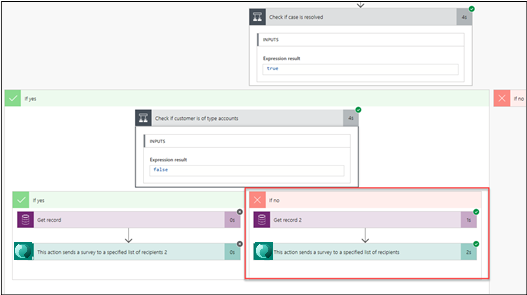 Check if case is resolved 4s
INPUTS
Expression result
true
If yes
If no
Check if customer is of type accounts 4s
INPUTS
Expression result
false
If yes
If no
Get record 0s
Get record 2 1s
This action sends a survey to a specified list of recipients 2 0s
This action sends a survey to a specified list of recipients 2s